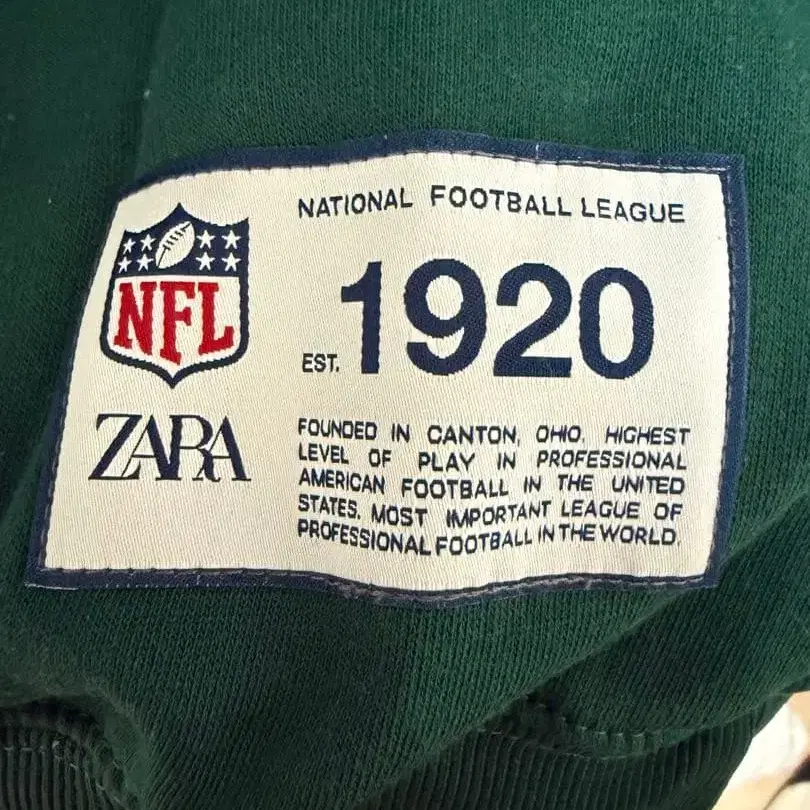 NATIONAL FOOTBALL LEAGUE
NFL
EST. 1920
ZARA
FOUNDED IN CANTON, OHIO. HIGHEST
LEVEL OF PLAY IN PROFESSIONAL
AMERICAN FOOTBALL IN THE UNITED
STATES. MOST IMPORTANT LEAGUE OF
PROFESSIONAL FOOTBALL IN THE WORLD.